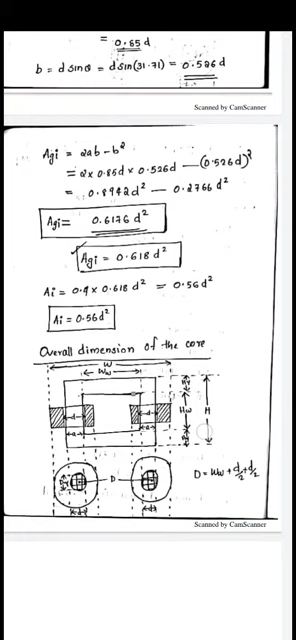 = 0.85 d
b = d sin θ = d sin (31.71) = 0.526 d
Scanned by CamScanner
Agi = 2ab - b²
= 2 x 0.85d x 0.526d - (0.526d)²
= 0.8942d² - 0.2766 d²
Agi = 0.6176 d²
Agi = 0.618 d²
Ai = 0.9 x 0.618 d² = 0.56d²
Ai = 0.56d²
Overall dimension of the core
W
Ww
d d
a a
Hw H
D
D = Ww + d/2 + d/2
d d
Scanned by CamScanner